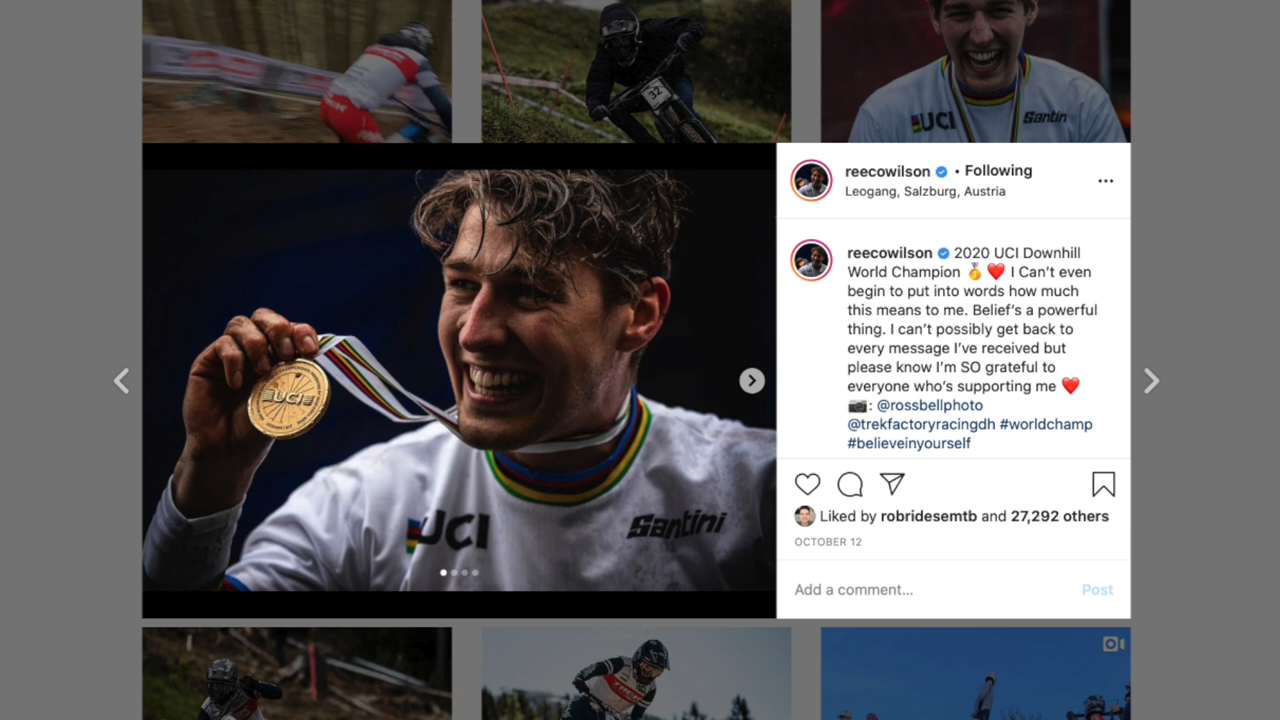 32
UCI
Santini
reecowilson • Following
Leogang, Salzburg, Austria
reecowilson 2020 UCI Downhill
World Champion 🥇 ❤️ I Can’t even
begin to put into words how much
this means to me. Belief’s a powerful
thing. I can’t possibly get back to
every message I’ve received but
please know I’m SO grateful to
everyone who’s supporting me ❤️
📷: @rossbellphoto
@trekfactoryracingdh #worldchamp
#believeinyourself
UCI
UCI
Santini
Liked by robridesemtb and 27,292 others
OCTOBER 12
Add a comment...
Post
TREK